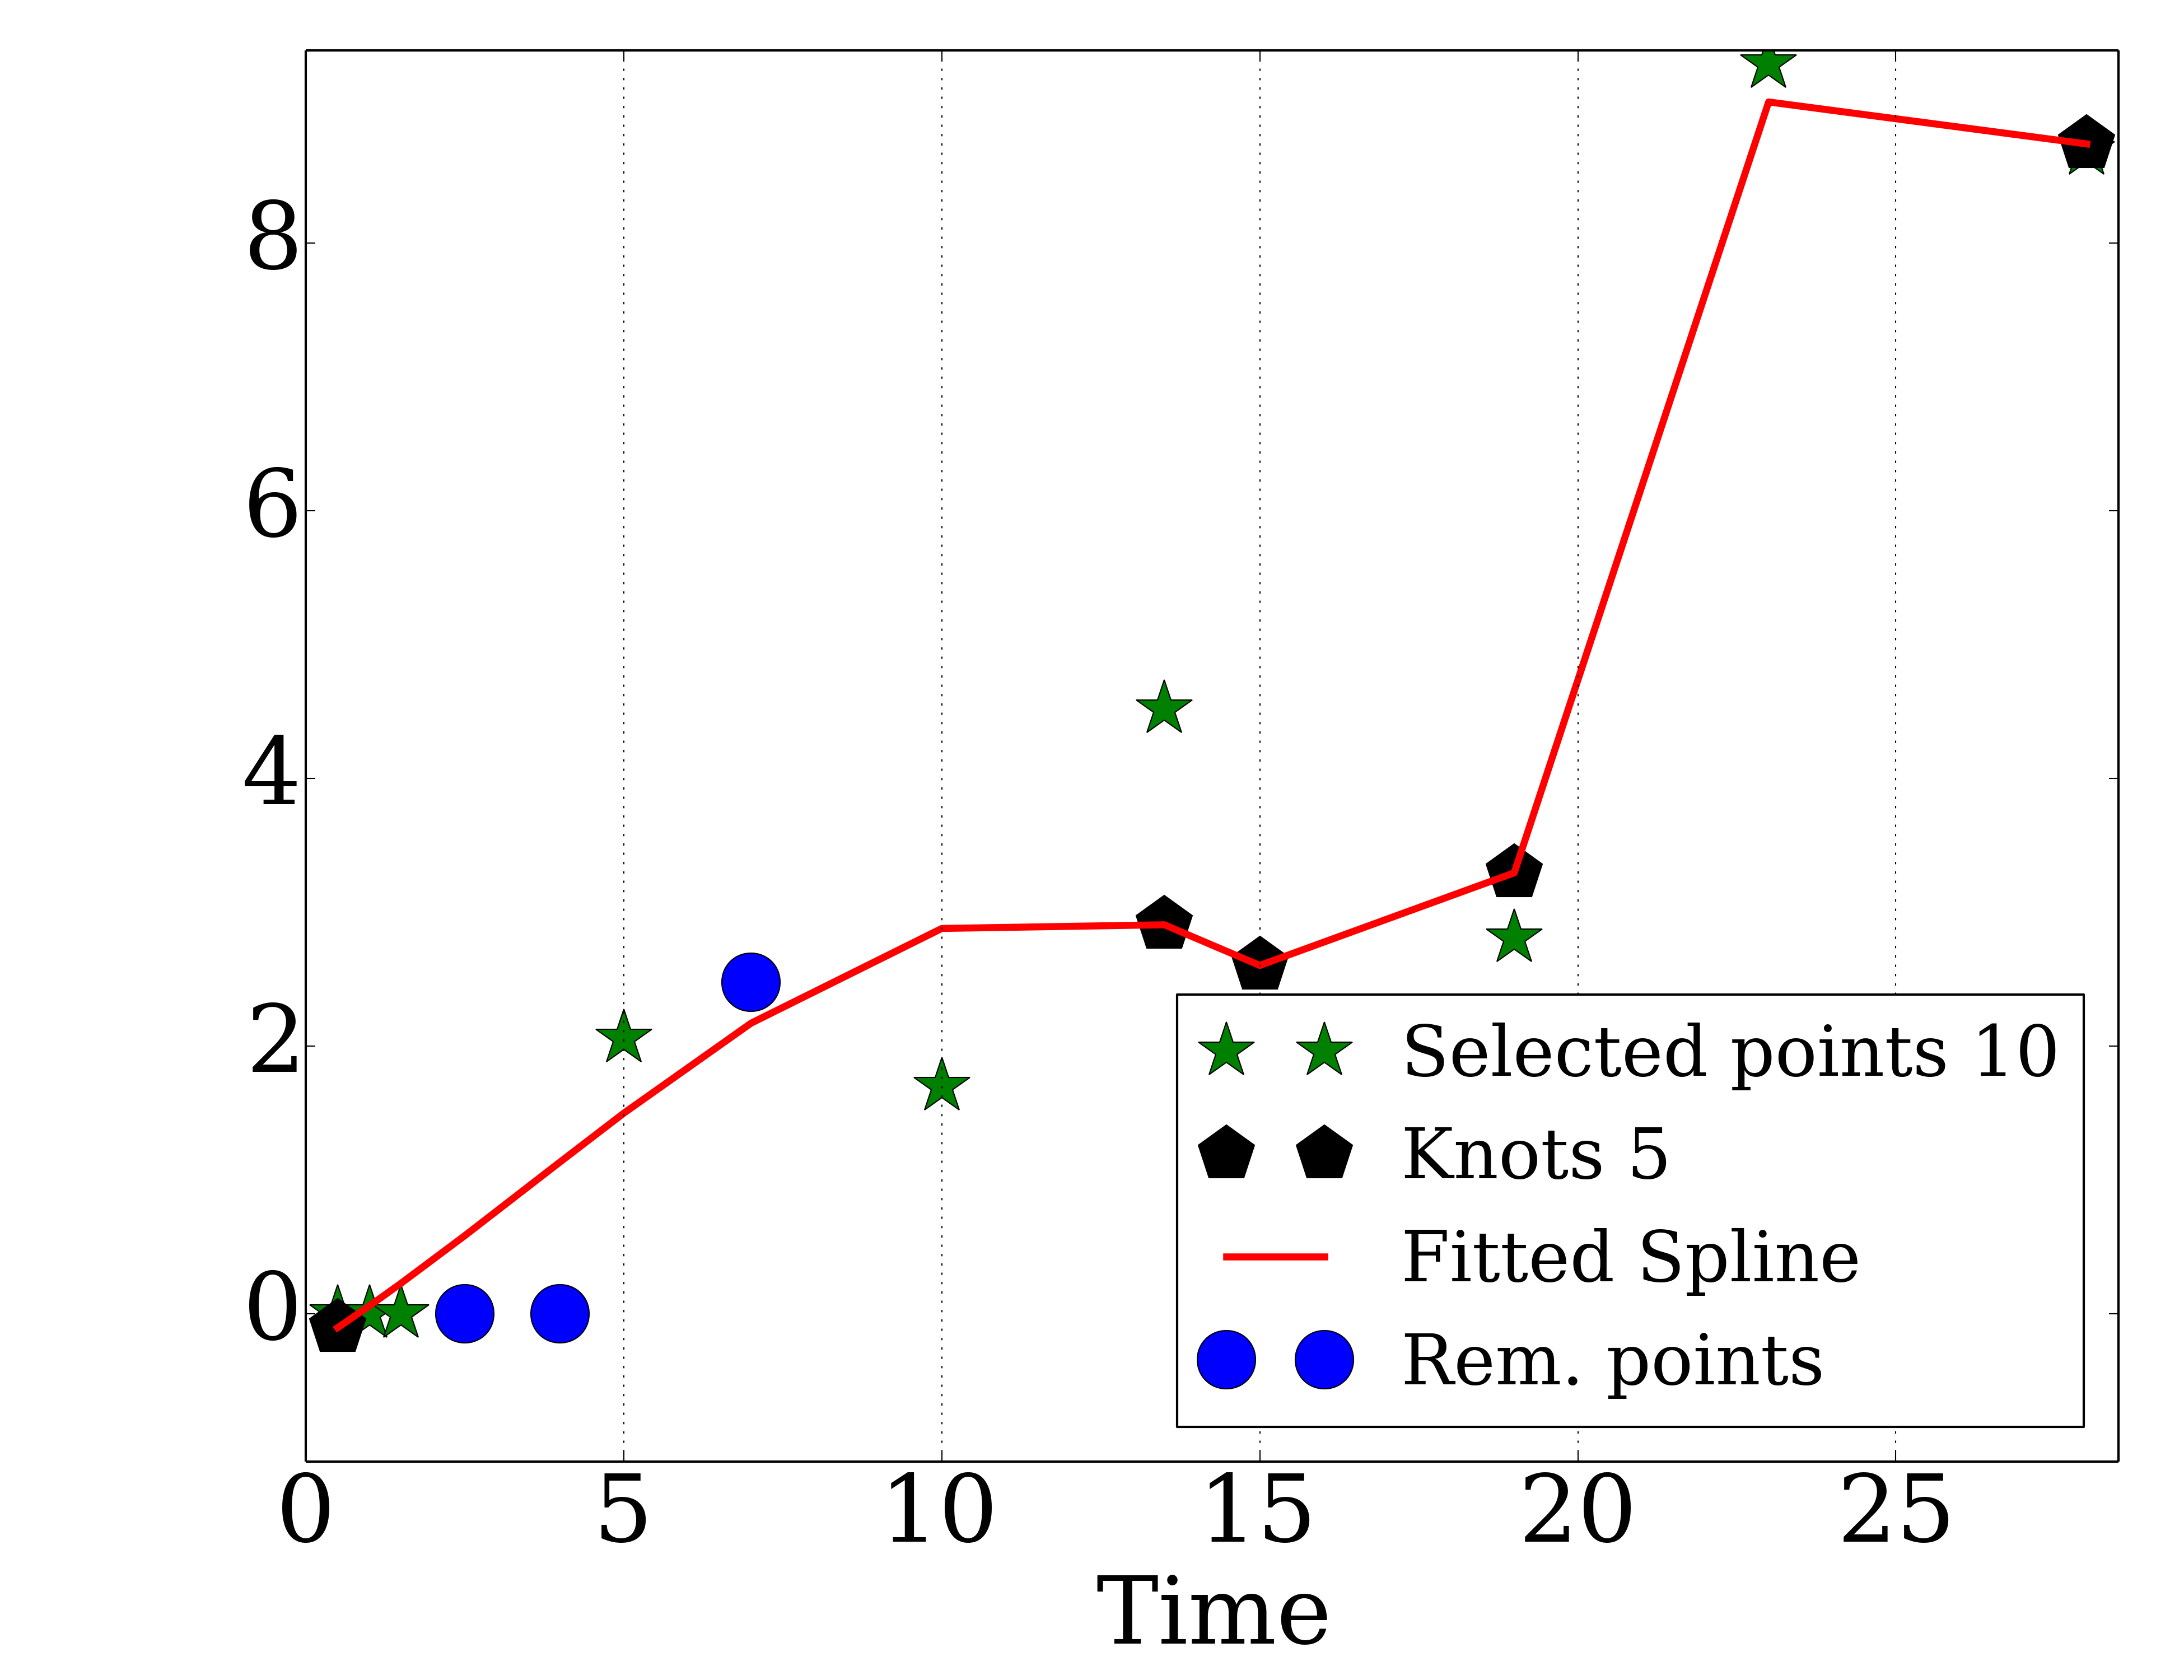 8
6
4
2
0
0 5 10 15 20 25
Time
Selected points 10
Knots 5
Fitted Spline
Rem. points